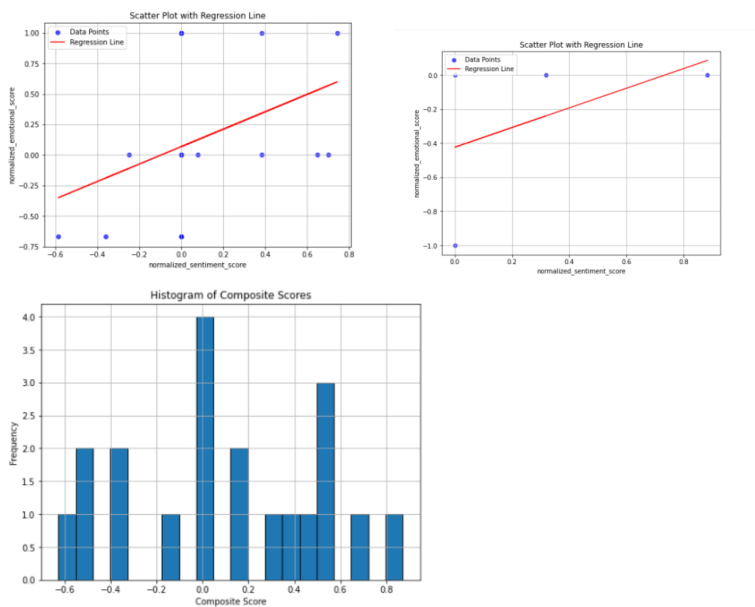 Scatter Plot with Regression Line
Data Points
Regression Line
1.00
0.75
0.50
0.25
0.00
−0.25
−0.50
−0.75
normalized_emotional_score
−0.6 −0.4 −0.2 0.0 0.2 0.4 0.6 0.8
normalized_sentiment_score
Scatter Plot with Regression Line
Data Points
Regression Line
0.0
−0.2
−0.4
−0.6
−0.8
−1.0
normalized_emotional_score
0.0 0.2 0.4 0.6 0.8
normalized_sentiment_score
Histogram of Composite Scores
4.0
3.5
3.0
2.5
2.0
1.5
1.0
0.5
0.0
Frequency
−0.6 −0.4 −0.2 0.0 0.2 0.4 0.6 0.8
Composite Score